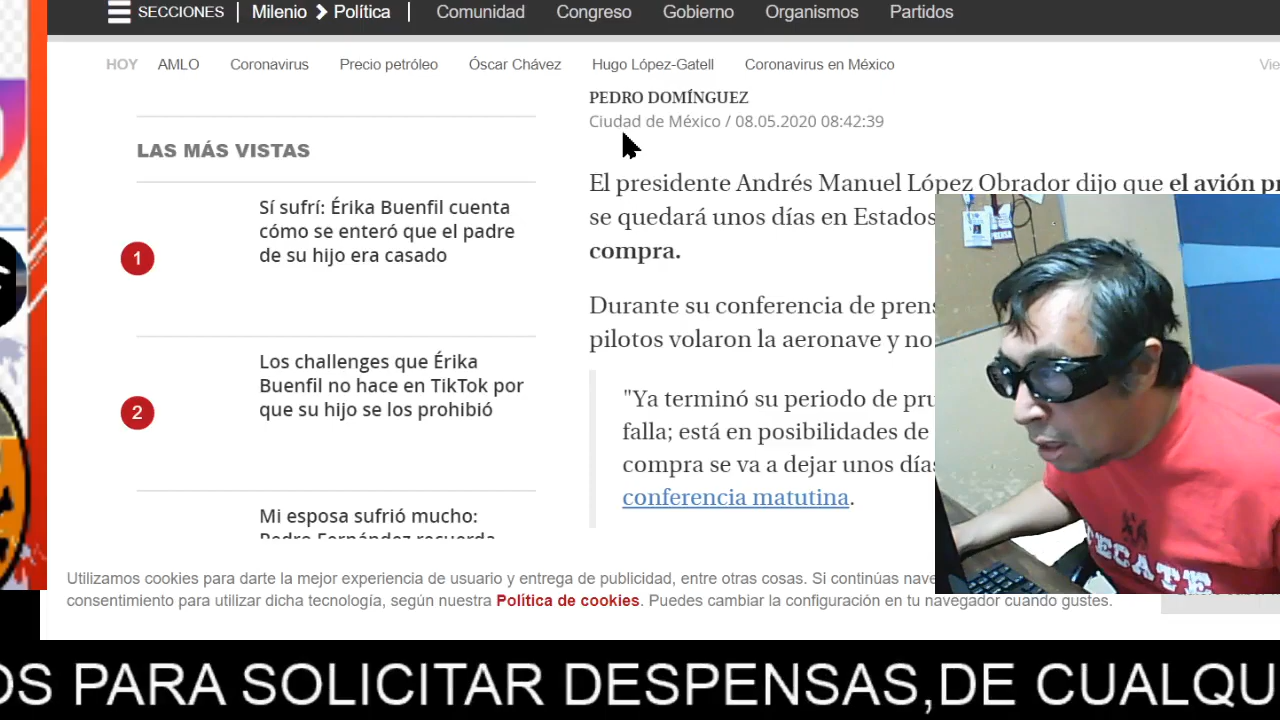 SECCIONES
Milenio
Política
Comunidad
Congreso
Gobierno
Organismos
Partidos
HOY
AMLO
Coronavirus
Precio petróleo
Óscar Chávez
Hugo López-Gatell
Coronavirus en México
Vie
LAS MÁS VISTAS
1
Sí sufrí: Érika Buenfil cuenta
cómo se enteró que el padre
de su hijo era casado
2
Los challenges que Érika
Buenfil no hace en TikTok por
que su hijo se los prohibió
Mi esposa sufrió mucho:
Pedro Fernández recuerda
PEDRO DOMÍNGUEZ
Ciudad de México / 08.05.2020 08:42:39
El presidente Andrés Manuel López Obrador dijo que el avión pr
se quedará unos días en Estados
compra.
Durante su conferencia de prens
pilotos volaron la aeronave y no
"Ya terminó su periodo de pru
falla; está en posibilidades de
compra se va a dejar unos días
conferencia matutina.
PRENSA
TECATE
Utilizamos cookies para darte la mejor experiencia de usuario y entrega de publicidad, entre otras cosas. Si continúas nave
consentimiento para utilizar dicha tecnología, según nuestra Política de cookies. Puedes cambiar la configuración en tu navegador cuando gustes.
OS PARA SOLICITAR DESPENSAS,DE CUALQU